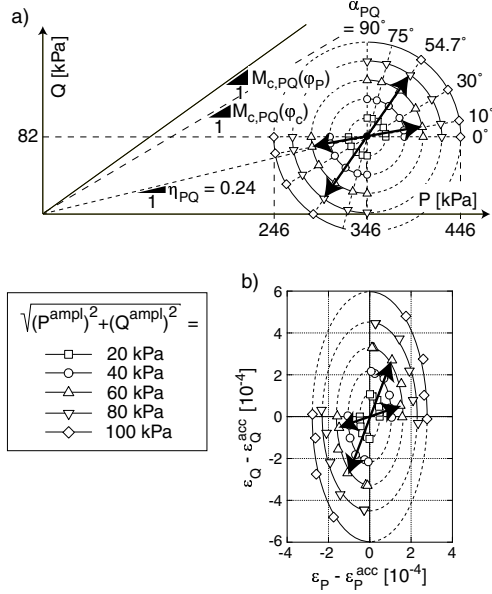 a)
α_PQ
= 90°
75°
54.7°
30°
10°
0°
Q [kPa]
82
1
M_c,PQ(φ_P)
1
M_c,PQ(φ_c)
1
η_PQ = 0.24
P [kPa]
246
346
446
√(P^ampl)²+(Q^ampl)² =
20 kPa
40 kPa
60 kPa
80 kPa
100 kPa
b)
6
4
2
0
-2
-4
-6
ε_Q - ε_Q^acc [10^-4]
-4
-2
0
2
4
ε_P - ε_P^acc [10^-4]